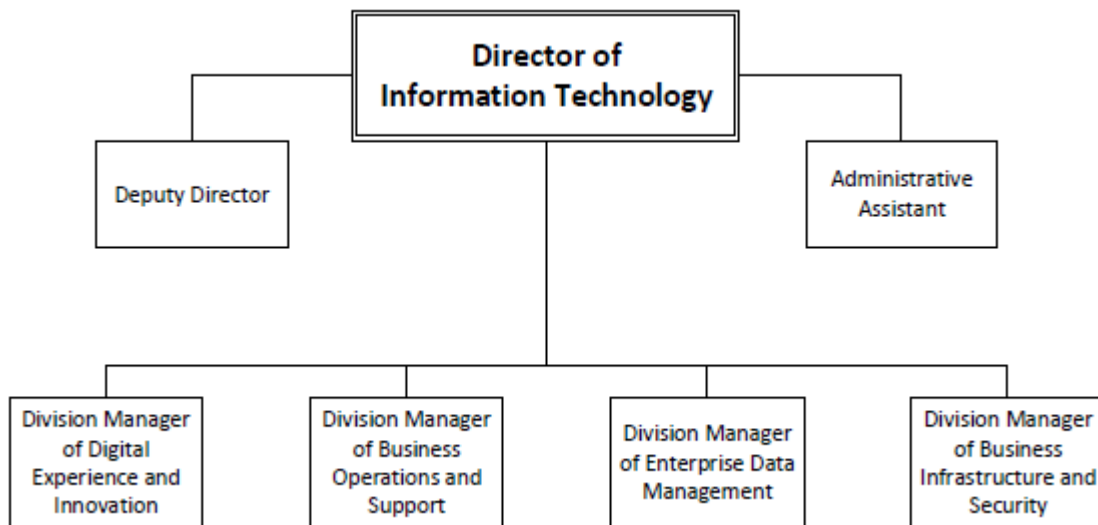 Director of
Information Technology
Deputy Director
Administrative
Assistant
Division Manager
of Digital
Experience and
Innovation
Division Manager
of Business
Operations and
Support
Division Manager
of Enterprise Data
Management
Division Manager
of Business
Infrastructure and
Security